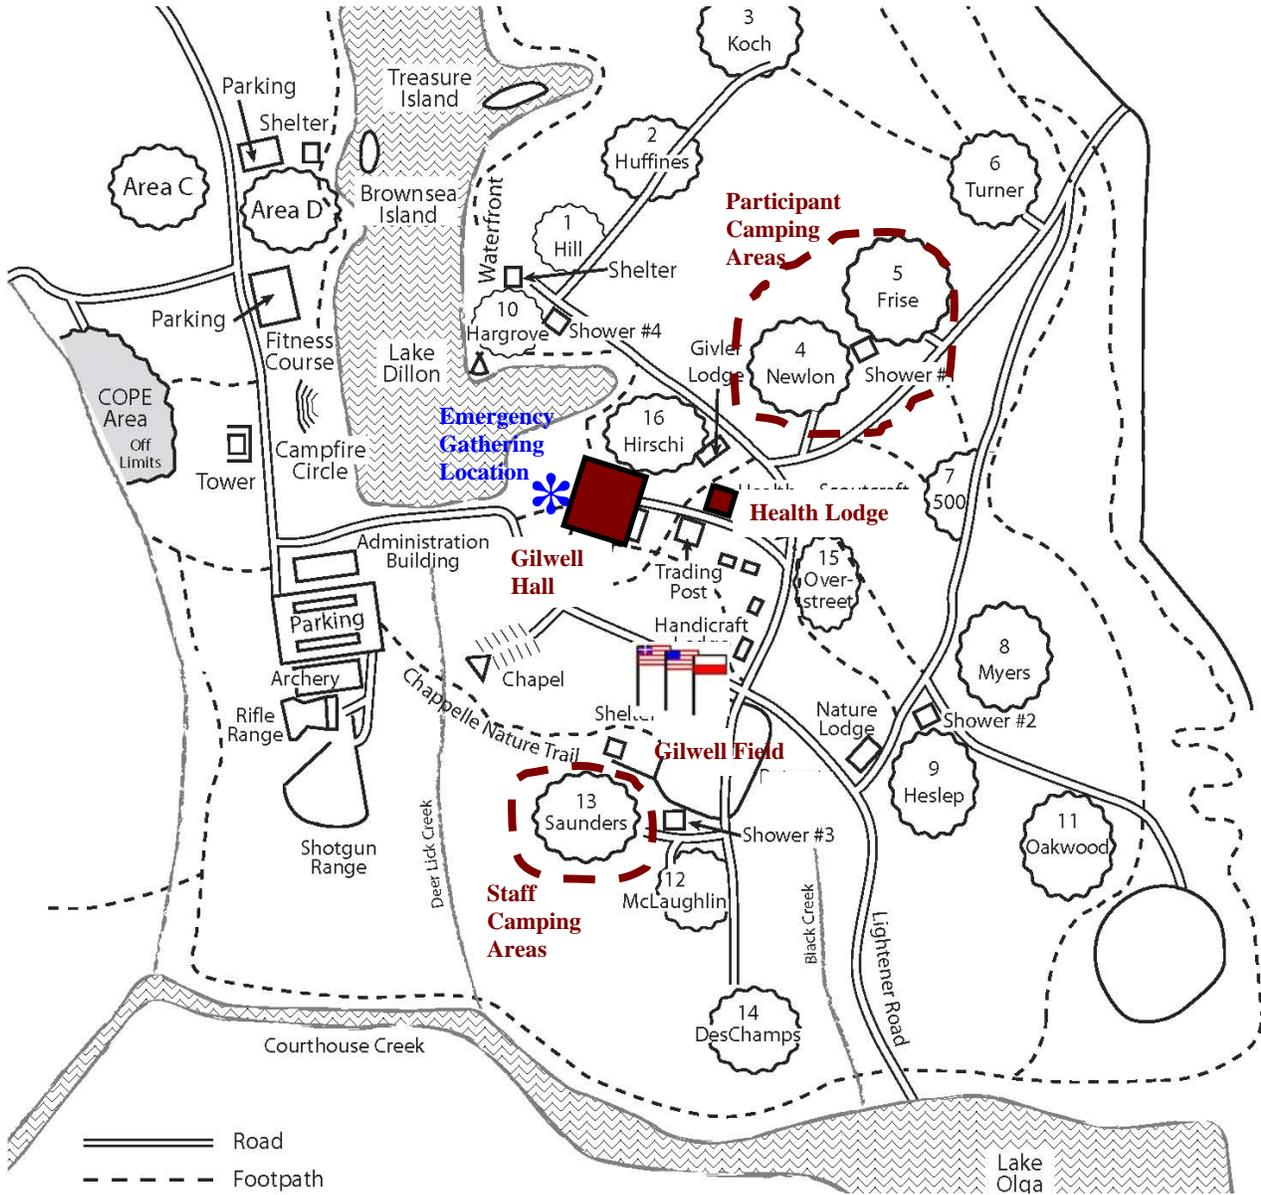 3
Koch
Treasure
Island
Parking
Shelter
2
Huffines
6
Turner
Area C
Area D
Brownsea
Island
Participant
Camping
Areas
Waterfront
1
Hill
Shelter
5
Frise
Parking
10
Hargrove
Shower #4
Fitness
Course
Lake
Dillon
Givler
Lodge
4
Newlon
Shower #1
COPE
Area
Off
Limits
Emergency
Gathering
Location
16
Hirschi
Campfire
Circle
Tower
7
500
Health
Scoutcraft
Health Lodge
Administration
Building
Gilwell
Hall
Trading
Post
15
Over-
street
Parking
Handicraft
Lodge
8
Myers
Archery
Chapel
Rifle
Range
Chappelle Nature Trail
Shelter
Nature
Lodge
Shower #2
Gilwell Field
9
Heslep
13
Saunders
Shower #3
11
Oakwood
Shotgun
Range
Deer Lick Creek
12
McLaughlin
Staff
Camping
Areas
Black Creek
Lightener Road
14
DesChamps
Courthouse Creek
Road
Footpath
Lake
Olga